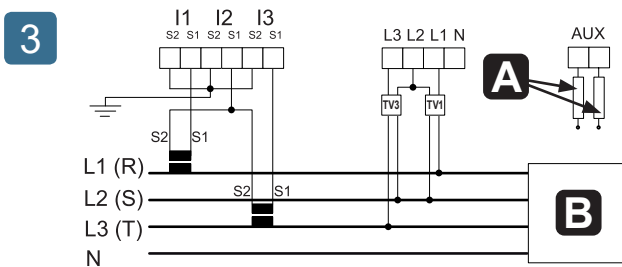 3
I1 I2 I3
S2 S1 S2 S1 S2 S1
L3 L2 L1 N
AUX
A
TV3 TV1
S2 S1
L1 (R)
S2 S1
L2 (S)
B
L3 (T)
N